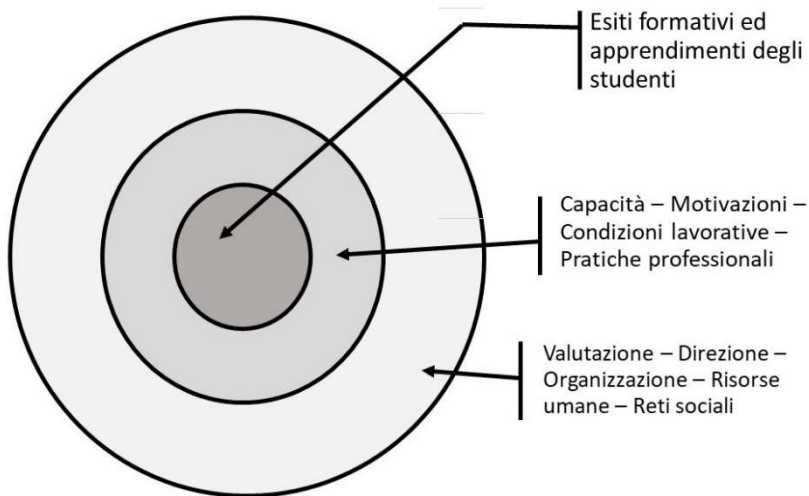 Esiti formativi ed
apprendimenti degli
studenti
Capacità – Motivazioni –
Condizioni lavorative –
Pratiche professionali
Valutazione – Direzione –
Organizzazione – Risorse
umane – Reti sociali